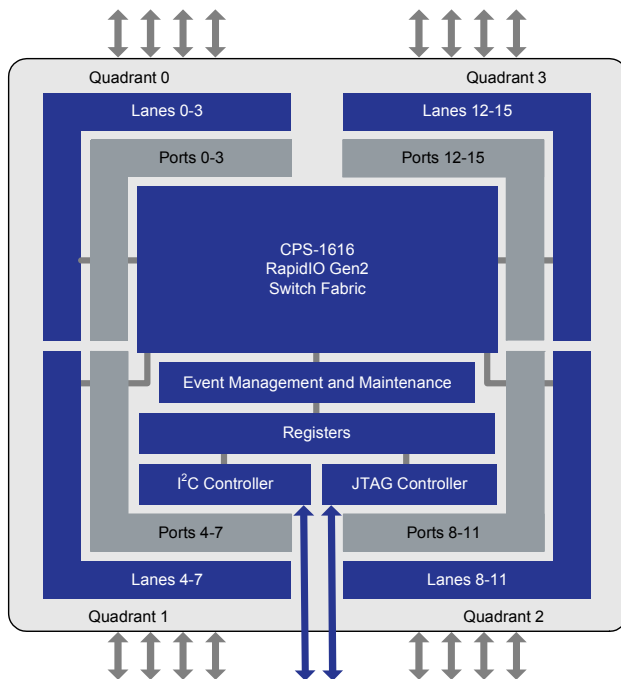 Quadrant 0
Quadrant 3
Lanes 0-3
Lanes 12-15
Ports 0-3
Ports 12-15
CPS-1616
RapidIO Gen2
Switch Fabric
Event Management and Maintenance
Registers
I²C Controller
JTAG Controller
Ports 4-7
Ports 8-11
Lanes 4-7
Lanes 8-11
Quadrant 1
Quadrant 2